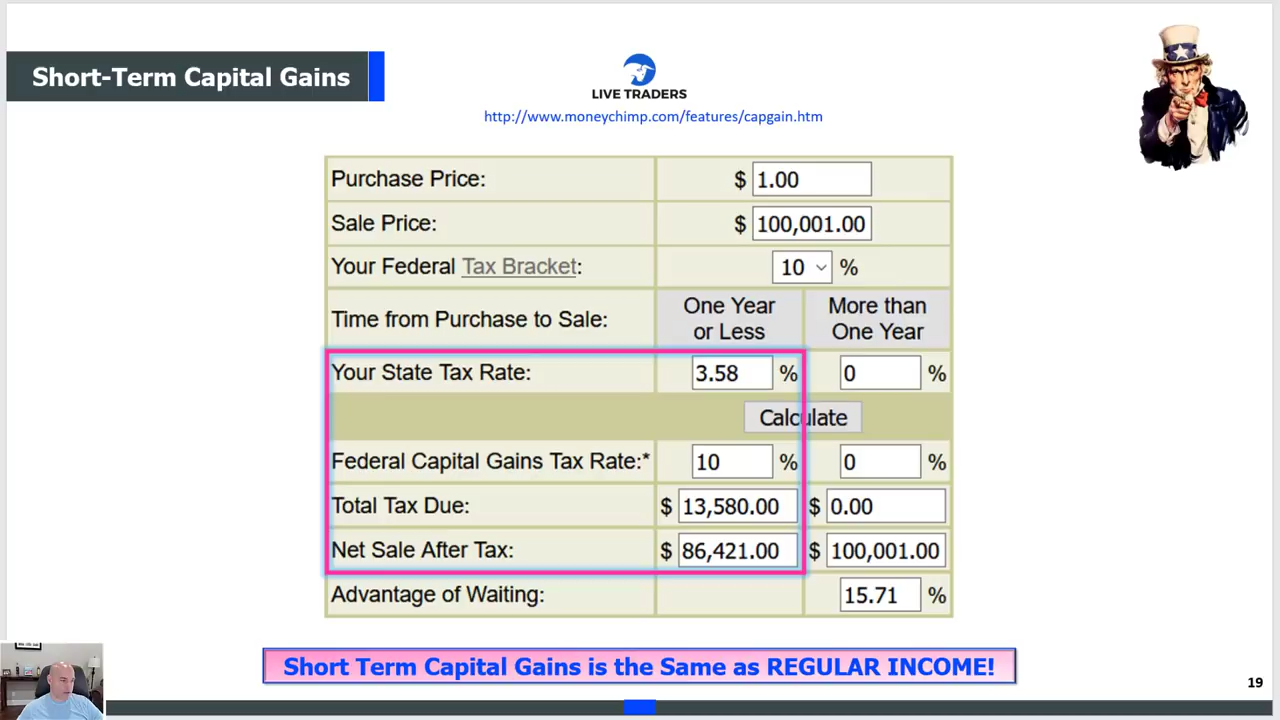 Short-Term Capital Gains
LIVE TRADERS
http://www.moneychimp.com/features/capgain.htm
Purchase Price: $ 1.00
Sale Price: $ 100,001.00
Your Federal Tax Bracket: 10 %
Time from Purchase to Sale: One Year or Less More than One Year
Your State Tax Rate: 3.58 % 0 %
Calculate
Federal Capital Gains Tax Rate:* 10 % 0 %
Total Tax Due: $ 13,580.00 $ 0.00
Net Sale After Tax: $ 86,421.00 $ 100,001.00
Advantage of Waiting: 15.71 %
Short Term Capital Gains is the Same as REGULAR INCOME!
19